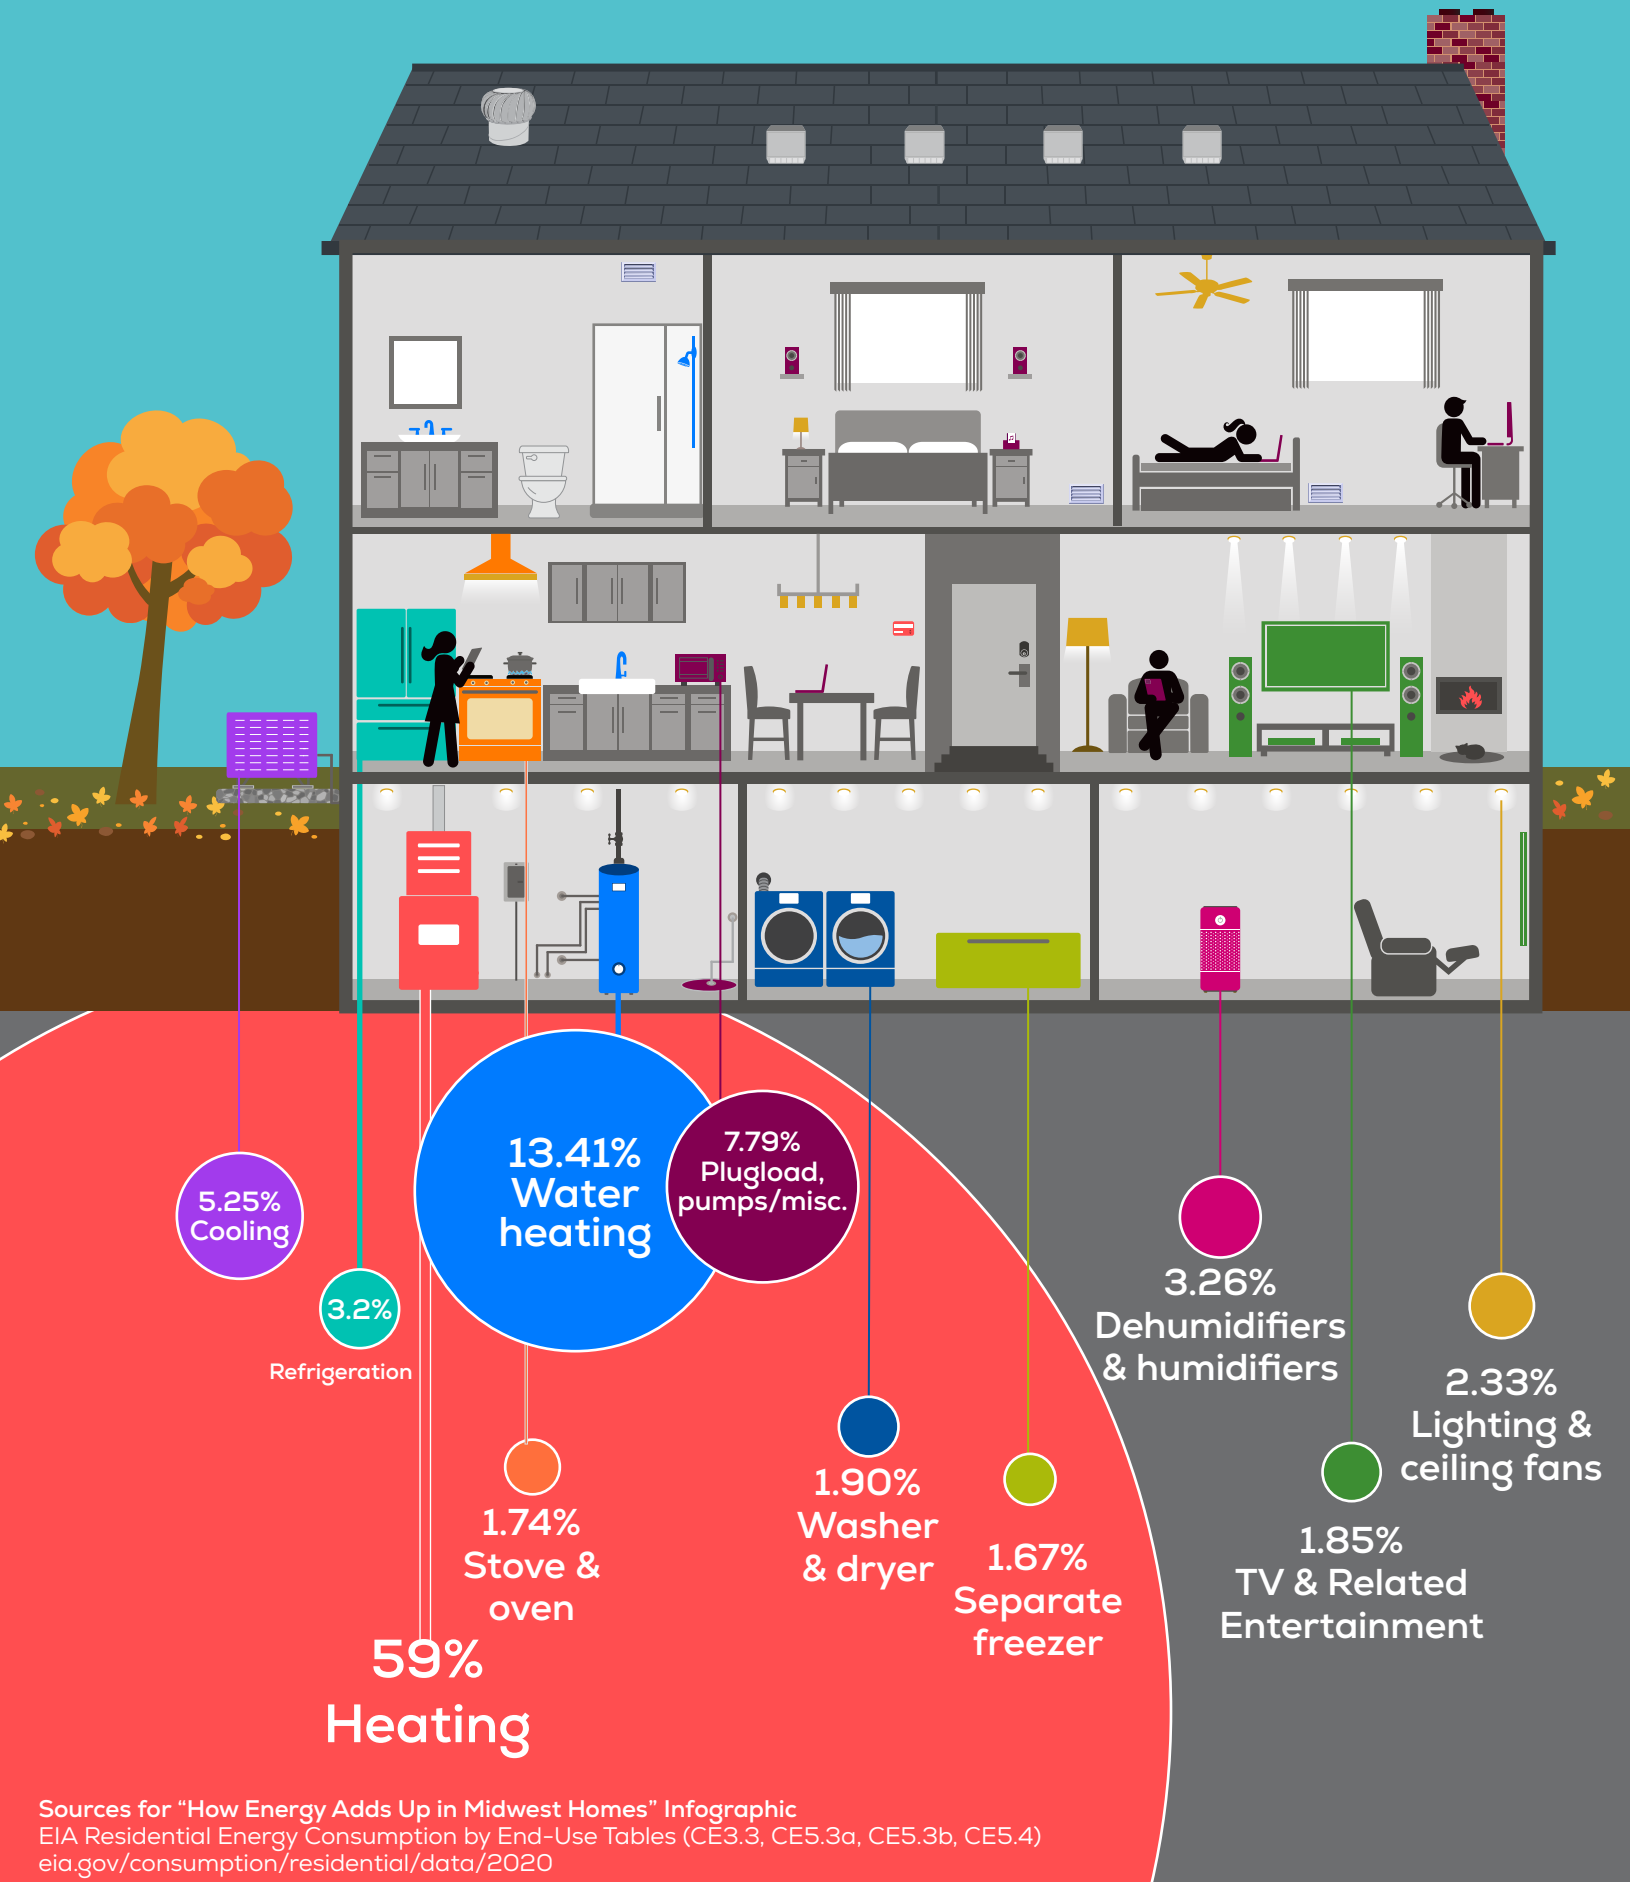 13.41%
Water
heating
7.79%
Plugload,
pumps/misc.
5.25%
Cooling
3.2%
Refrigeration
3.26%
Dehumidifiers
& humidifiers
2.33%
Lighting &
ceiling fans
1.74%
Stove &
oven
1.90%
Washer
& dryer
1.67%
Separate
freezer
1.85%
TV & Related
Entertainment
59%
Heating
Sources for “How Energy Adds Up in Midwest Homes” Infographic
EIA Residential Energy Consumption by End-Use Tables (CE3.3, CE5.3a, CE5.3b, CE5.4)
eia.gov/consumption/residential/data/2020